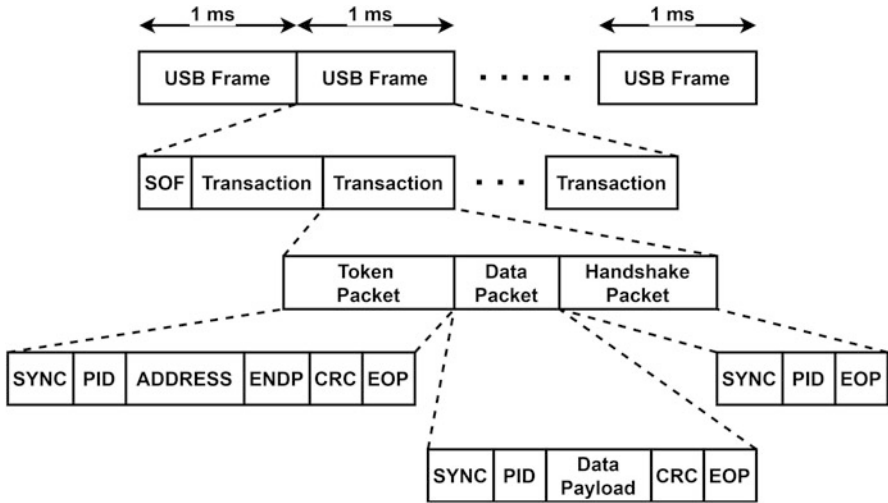 1 ms 1 ms 1 ms
USB Frame USB Frame USB Frame
SOF Transaction Transaction Transaction
Token Data Handshake
Packet Packet Packet
SYNC PID ADDRESS ENDP CRC EOP SYNC PID EOP
SYNC PID Data Payload CRC EOP